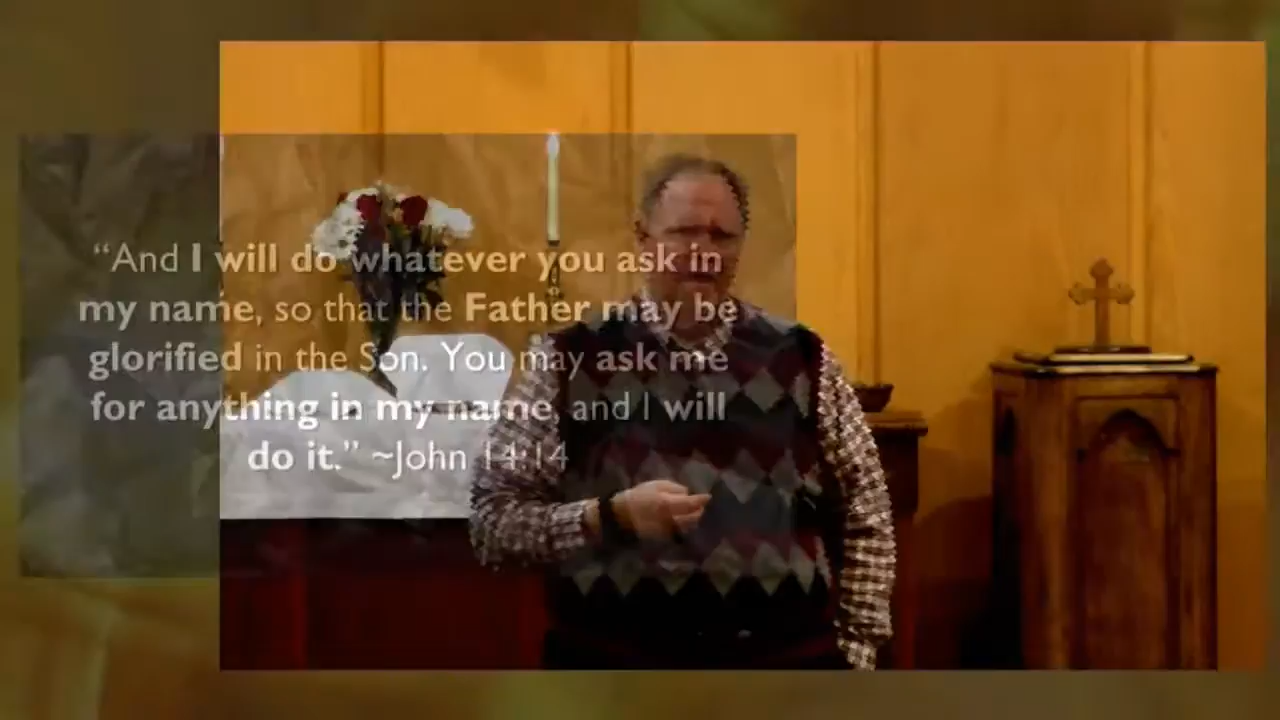 “And I will do whatever you ask in
my name, so that the Father may be
glorified in the Son. You may ask me
for anything in my name, and I will
do it.” ~John 14:14